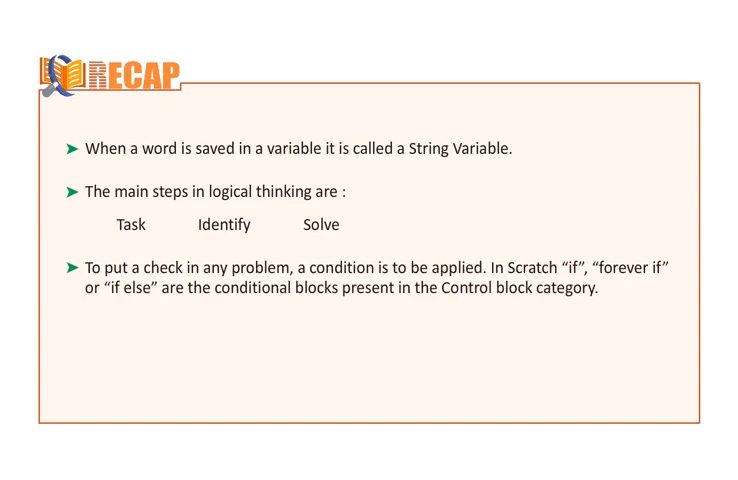 RECAP
➤ When a word is saved in a variable it is called a String Variable.
➤ The main steps in logical thinking are :
Task Identify Solve
➤ To put a check in any problem, a condition is to be applied. In Scratch “if”, “forever if”
or “if else” are the conditional blocks present in the Control block category.